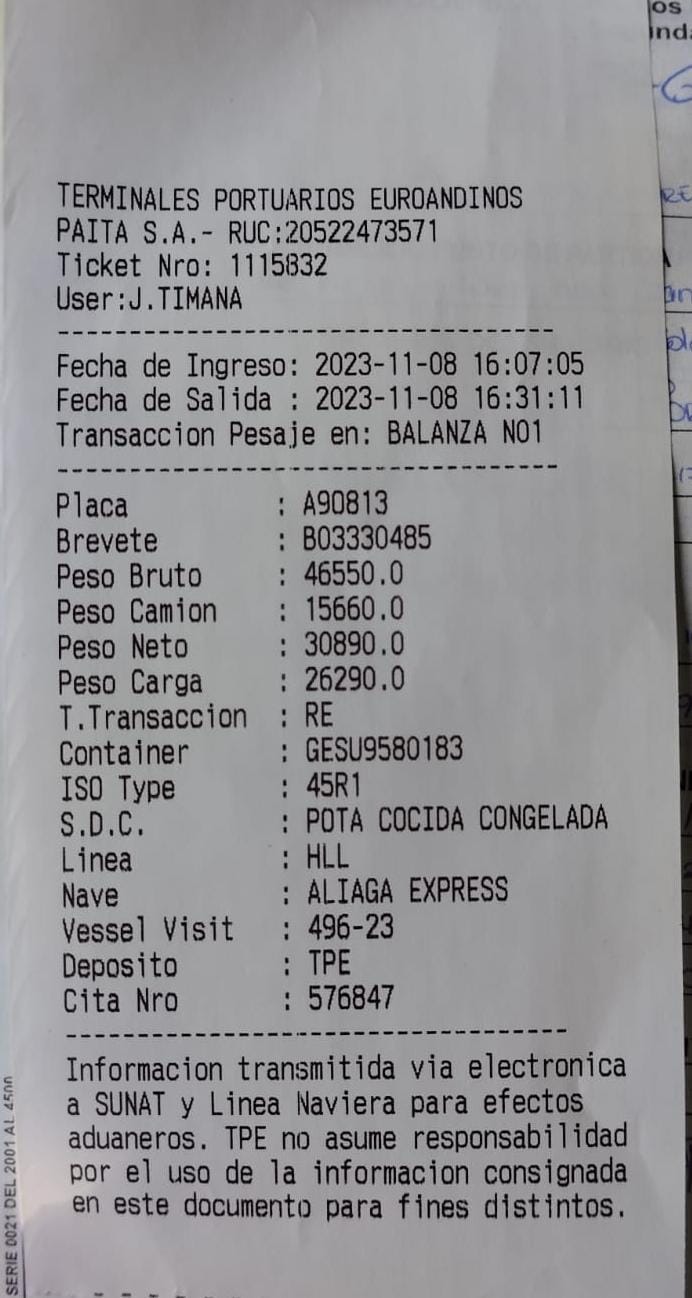 TERMINALES PORTUARIOS EUROANDINOS
PAITA S.A.- RUC:20522473571
Ticket Nro: 1115832
User:J.TIMANA
-----------------------------------
Fecha de Ingreso: 2023-11-08 16:07:05
Fecha de Salida : 2023-11-08 16:31:11
Transaccion Pesaje en: BALANZA NO1
-----------------------------------
Placa : A90813
Brevete : B03330485
Peso Bruto : 46550.0
Peso Camion : 15660.0
Peso Neto : 30890.0
Peso Carga : 26290.0
T.Transaccion : RE
Container : GESU9580183
ISO Type : 45R1
S.D.C. : POTA COCIDA CONGELADA
Linea : HLL
Nave : ALIAGA EXPRESS
Vessel Visit : 496-23
Deposito : TPE
Cita Nro : 576847
-----------------------------------
Informacion transmitida via electronica
a SUNAT y Linea Naviera para efectos
aduaneros. TPE no asume responsabilidad
por el uso de la informacion consignada
en este documento para fines distintos.
SERIE 0021 DEL 2001 AL 4500